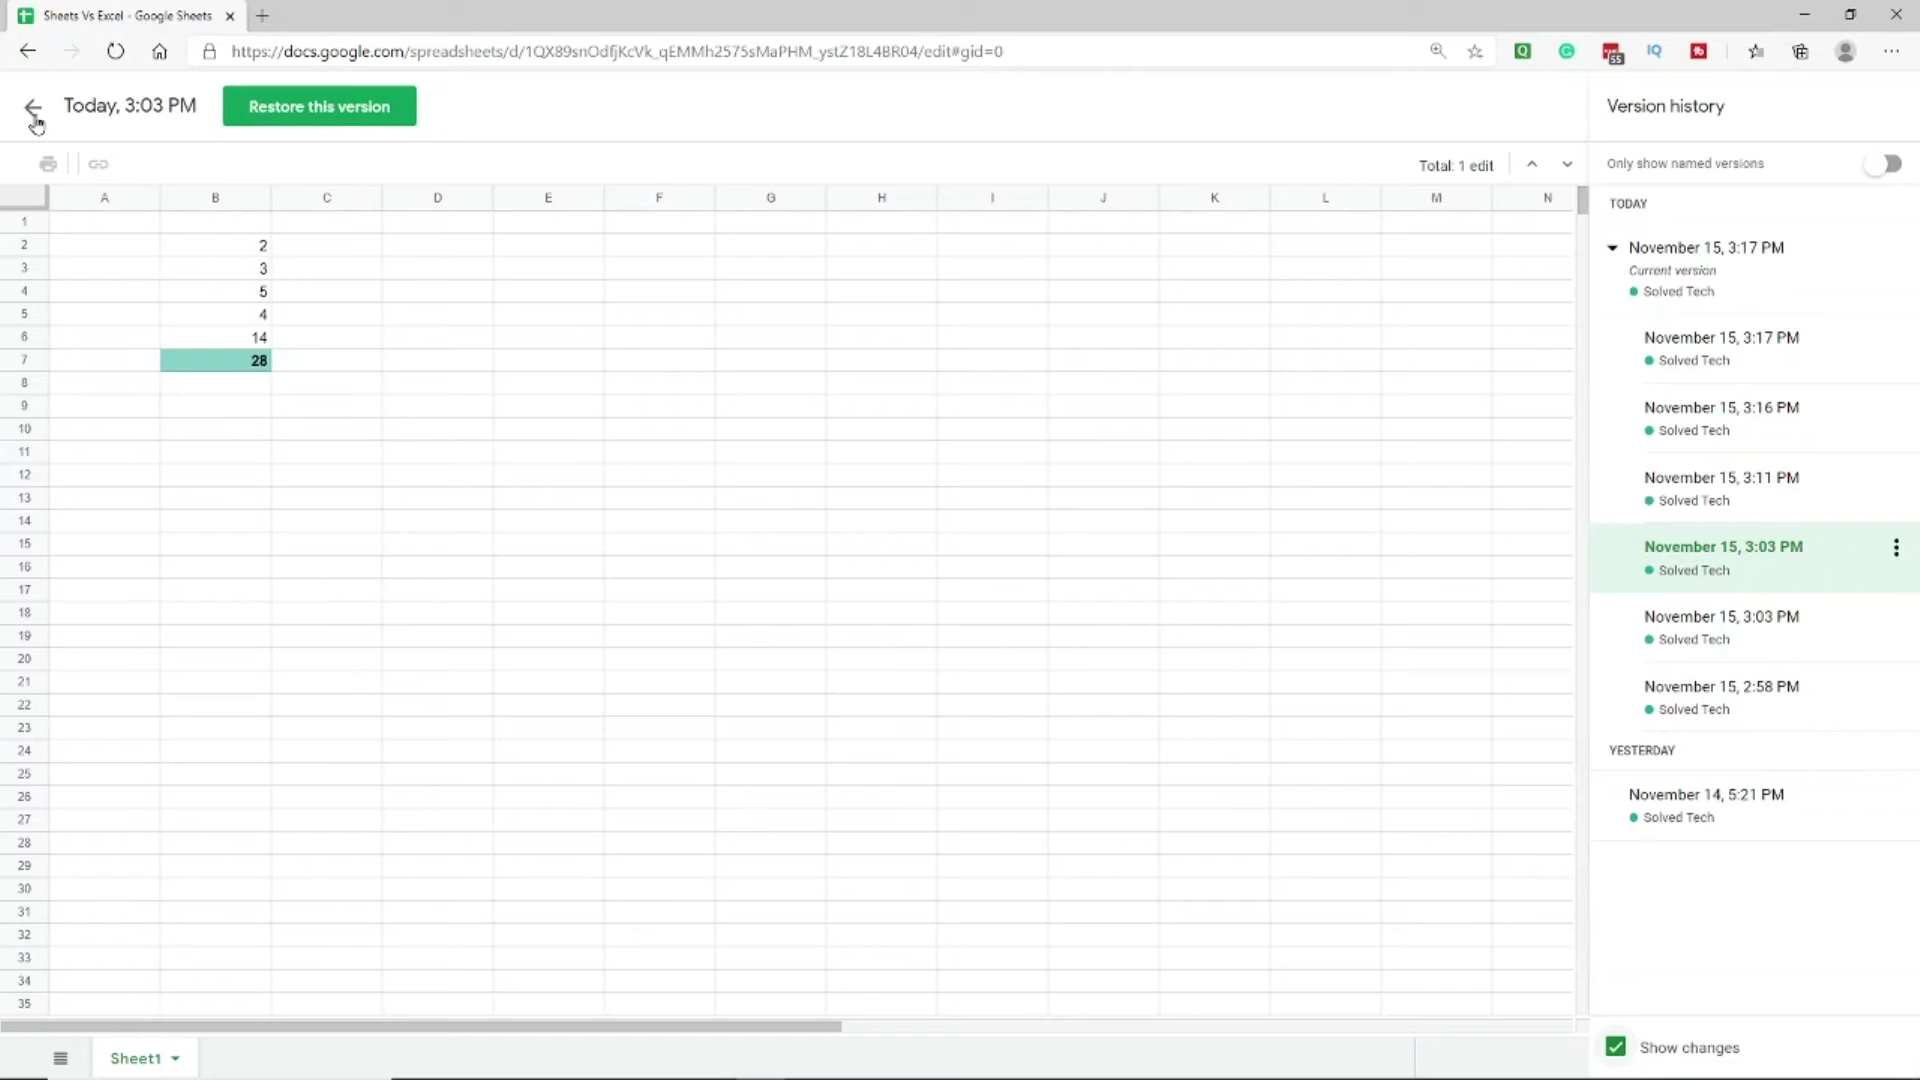 Sheets Vs Excel - Google Sheets
https://docs.google.com/spreadsheets/d/1QX89snOdfjKcVk_qEMMh2575sMaPHM_ystZ18L4BR04/edit#gid=0
Q
55
IQ
Today, 3:03 PM
Restore this version
Version history
Total: 1 edit
Only show named versions
A B C D E F G H I J K L M N
1
2 2
3 3
4 5
5 4
6 14
7 28
8
9
10
11
12
13
14
15
16
17
18
19
20
21
22
23
24
25
26
27
28
29
30
31
32
33
34
35
TODAY
November 15, 3:17 PM
Current version
Solved Tech
November 15, 3:17 PM
Solved Tech
November 15, 3:16 PM
Solved Tech
November 15, 3:11 PM
Solved Tech
November 15, 3:03 PM
Solved Tech
November 15, 3:03 PM
Solved Tech
November 15, 2:58 PM
Solved Tech
YESTERDAY
November 14, 5:21 PM
Solved Tech
Sheet1
Show changes